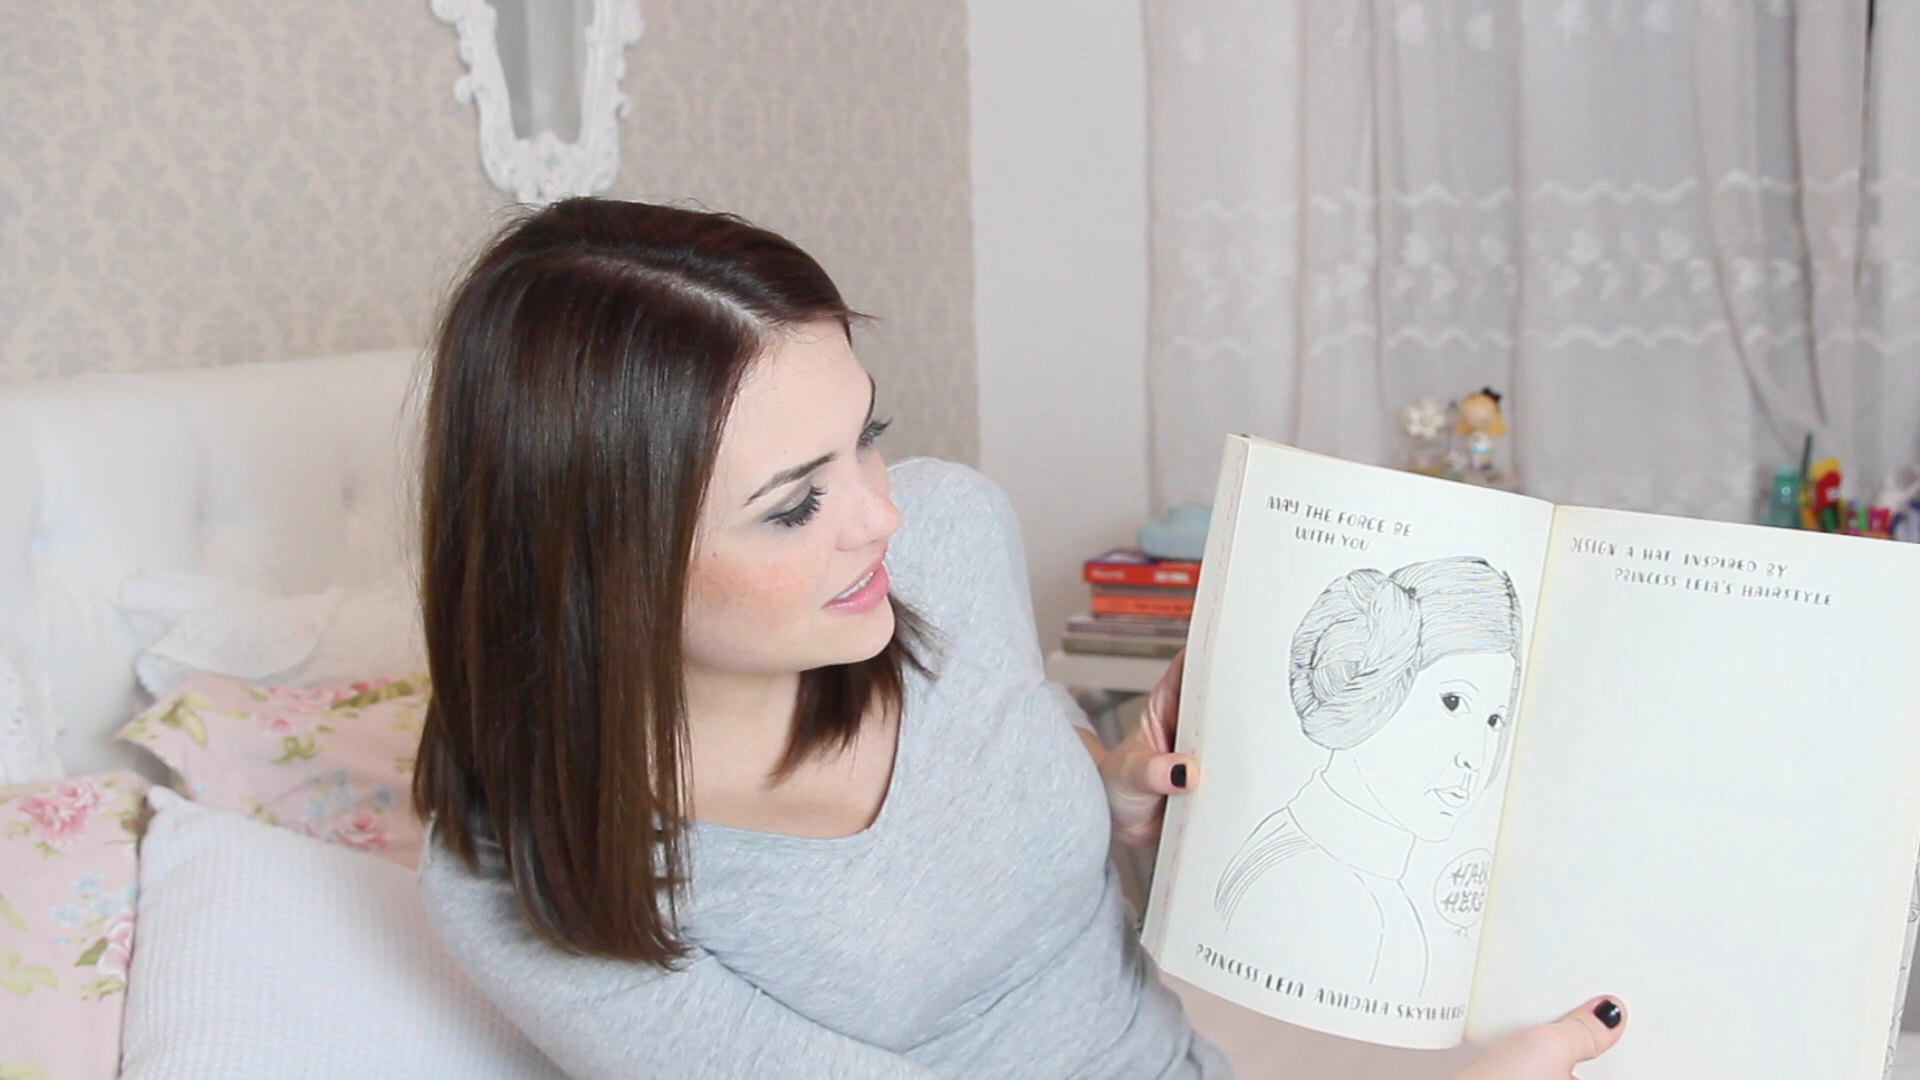 MAY THE FORCE BE
WITH YOU
PRINCESS LEIA AMIDALA SKYWALKER
DESIGN A HAT INSPIRED BY
PRINCESS LEIA'S HAIRSTYLE